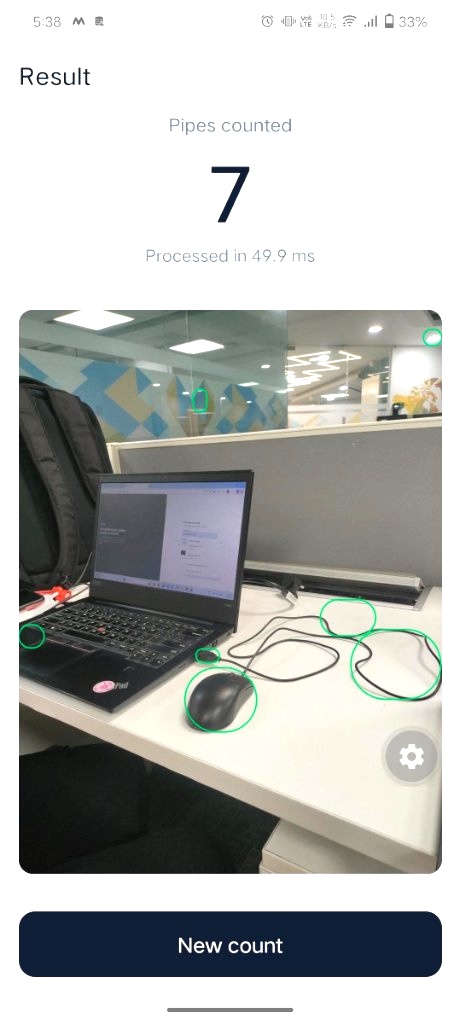 5:38
33%
Result
Pipes counted
7
Processed in 49.9 ms
New count